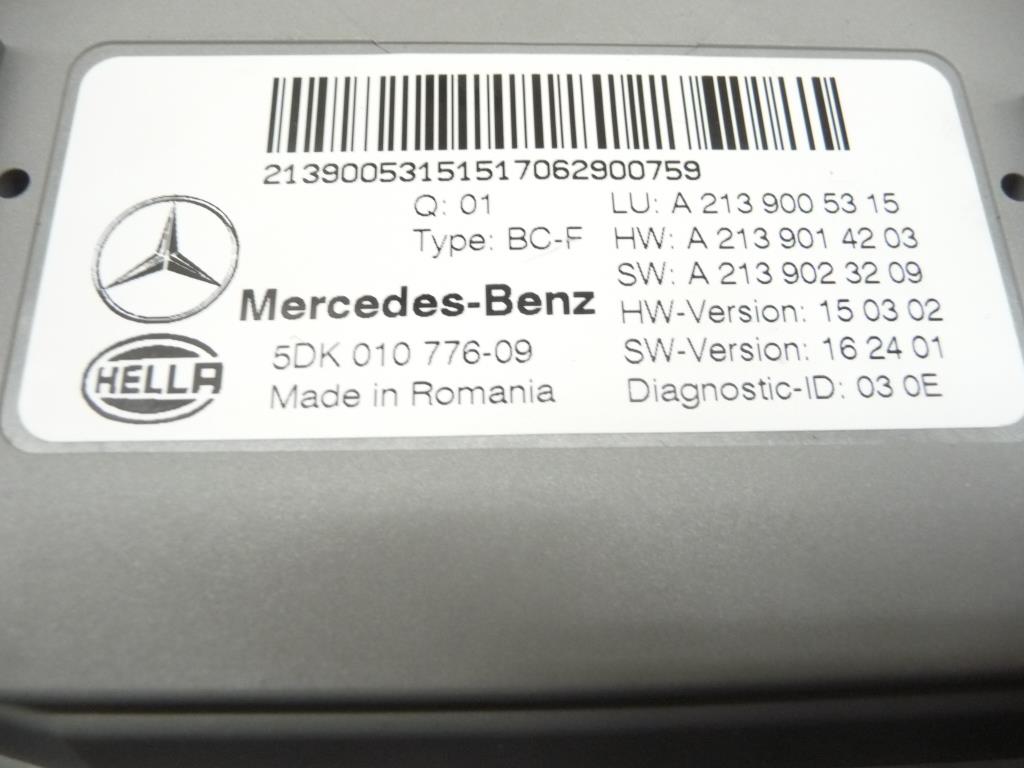 21390053151517062900759
Q: 01
LU: A 213 900 53 15
Type: BC-F
HW: A 213 901 42 03
SW: A 213 902 32 09
Mercedes-Benz
HW-Version: 15 03 02
5DK 010 776-09
SW-Version: 16 24 01
HELLA
Made in Romania
Diagnostic-ID: 03 0E